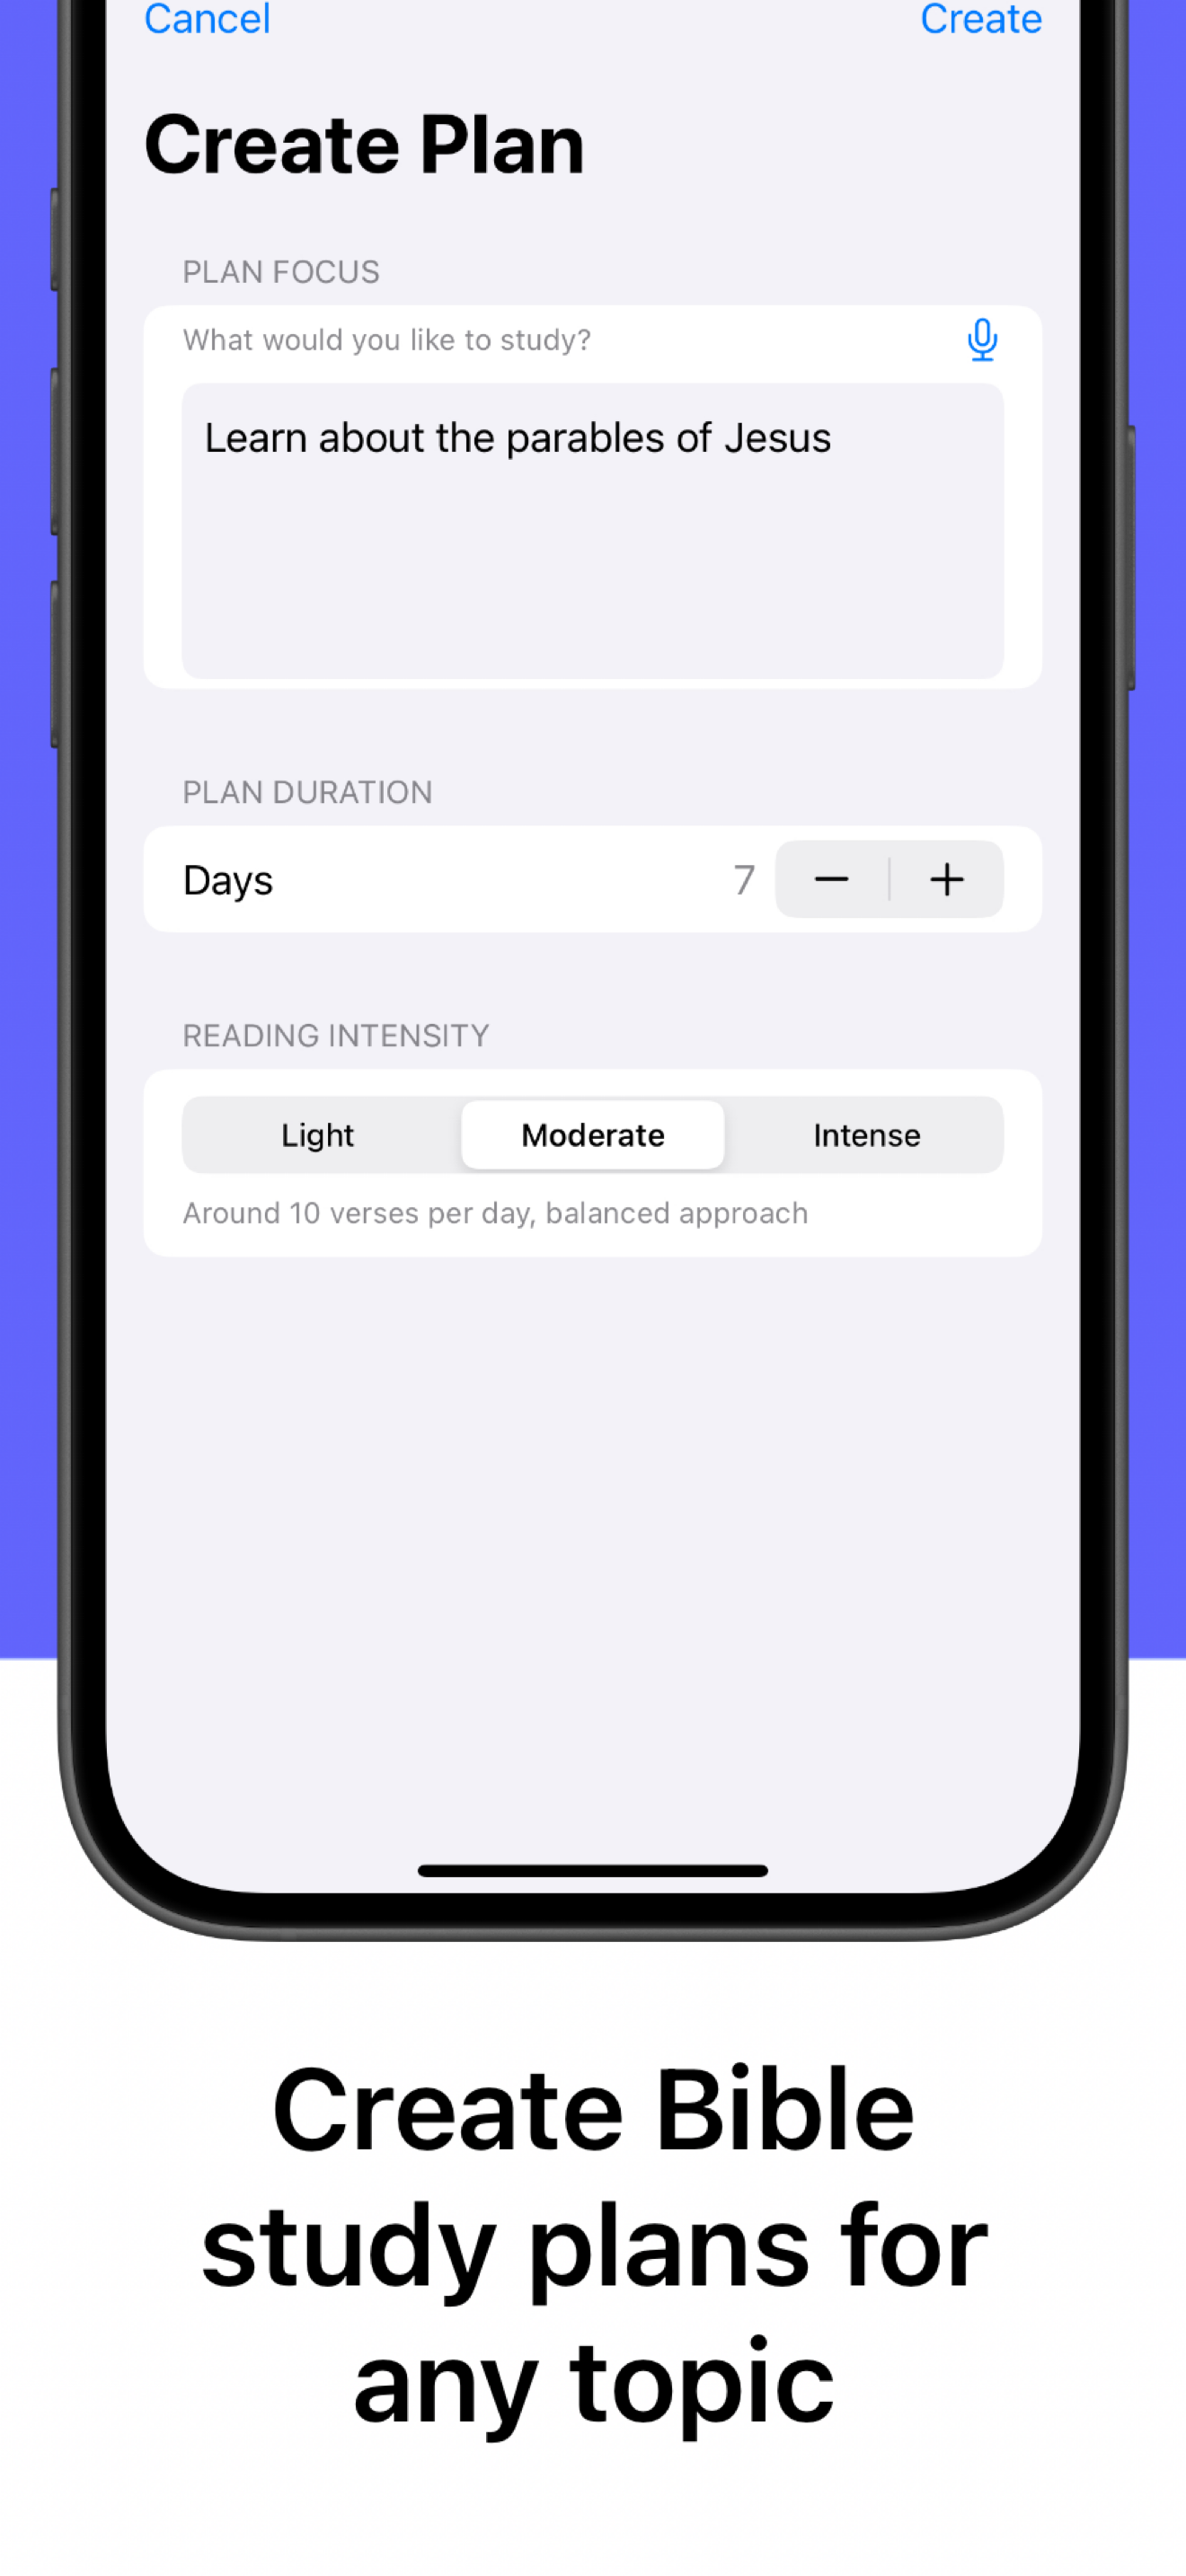 Cancel
Create
Create Plan
PLAN FOCUS
What would you like to study?
Learn about the parables of Jesus
PLAN DURATION
Days 7 − +
READING INTENSITY
Light Moderate Intense
Around 10 verses per day, balanced approach
Create Bible
study plans for
any topic